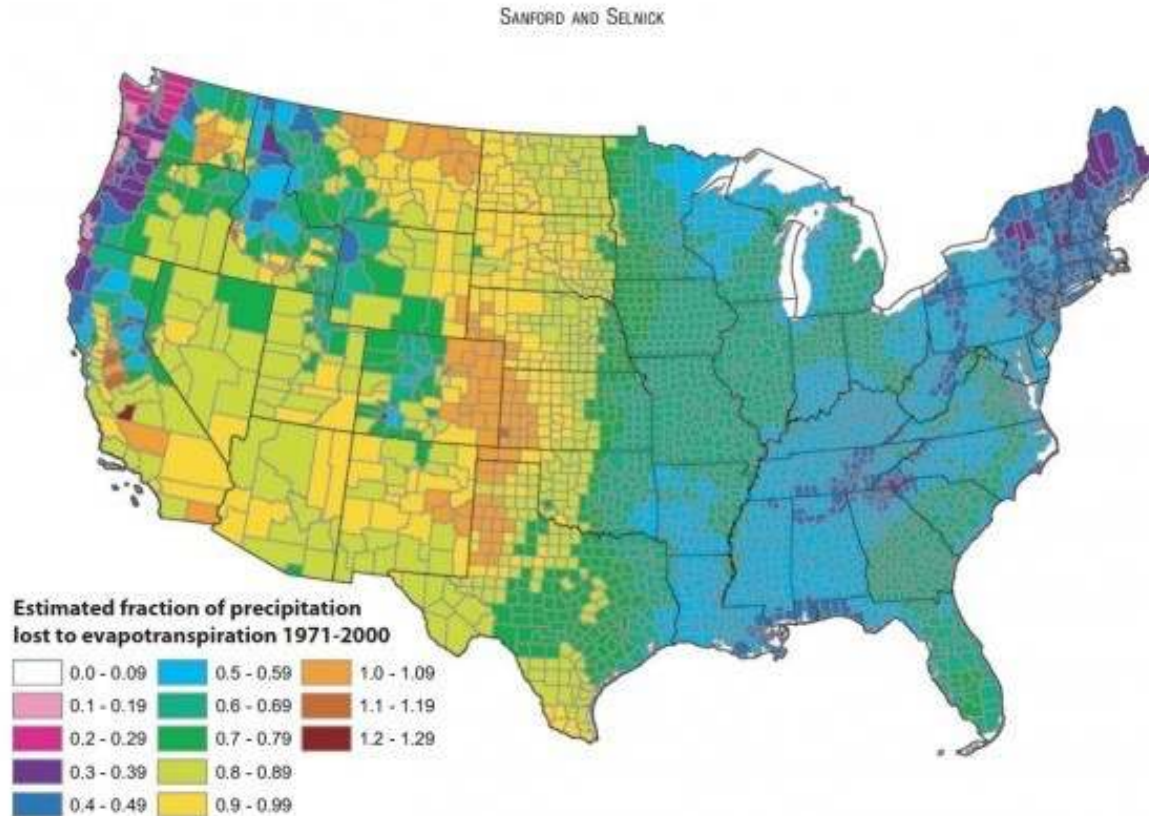 SANFORD AND SELNICK
Estimated fraction of precipitation
lost to evapotranspiration 1971-2000
0.0 - 0.09
0.1 - 0.19
0.2 - 0.29
0.3 - 0.39
0.4 - 0.49
0.5 - 0.59
0.6 - 0.69
0.7 - 0.79
0.8 - 0.89
0.9 - 0.99
1.0 - 1.09
1.1 - 1.19
1.2 - 1.29